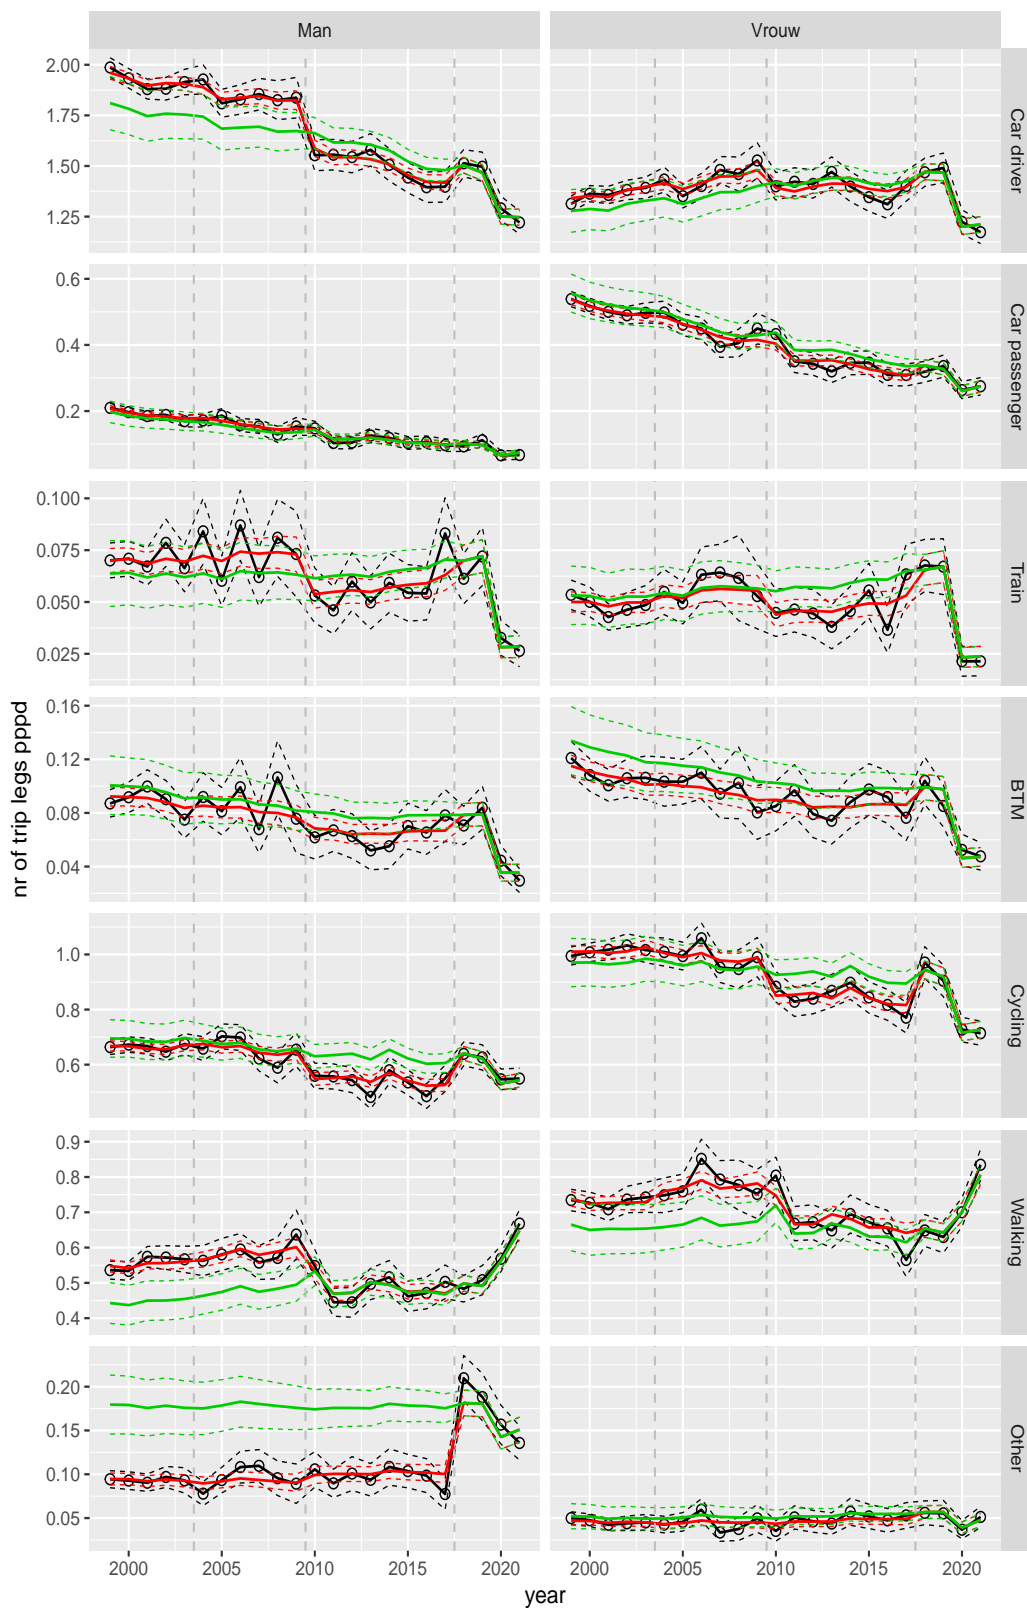 Man Vrouw
2.00
1.75
1.50
1.25
Car driver
0.6
0.4
0.2
Car passenger
0.100
0.075
0.050
0.025
Train
0.16
0.12
0.08
0.04
BTM
1.0
0.8
0.6
Cycling
0.9
0.8
0.7
0.6
0.5
0.4
Walking
0.20
0.15
0.10
0.05
Other
nr of trip legs pppd
2000 2005 2010 2015 2020 2000 2005 2010 2015 2020
year